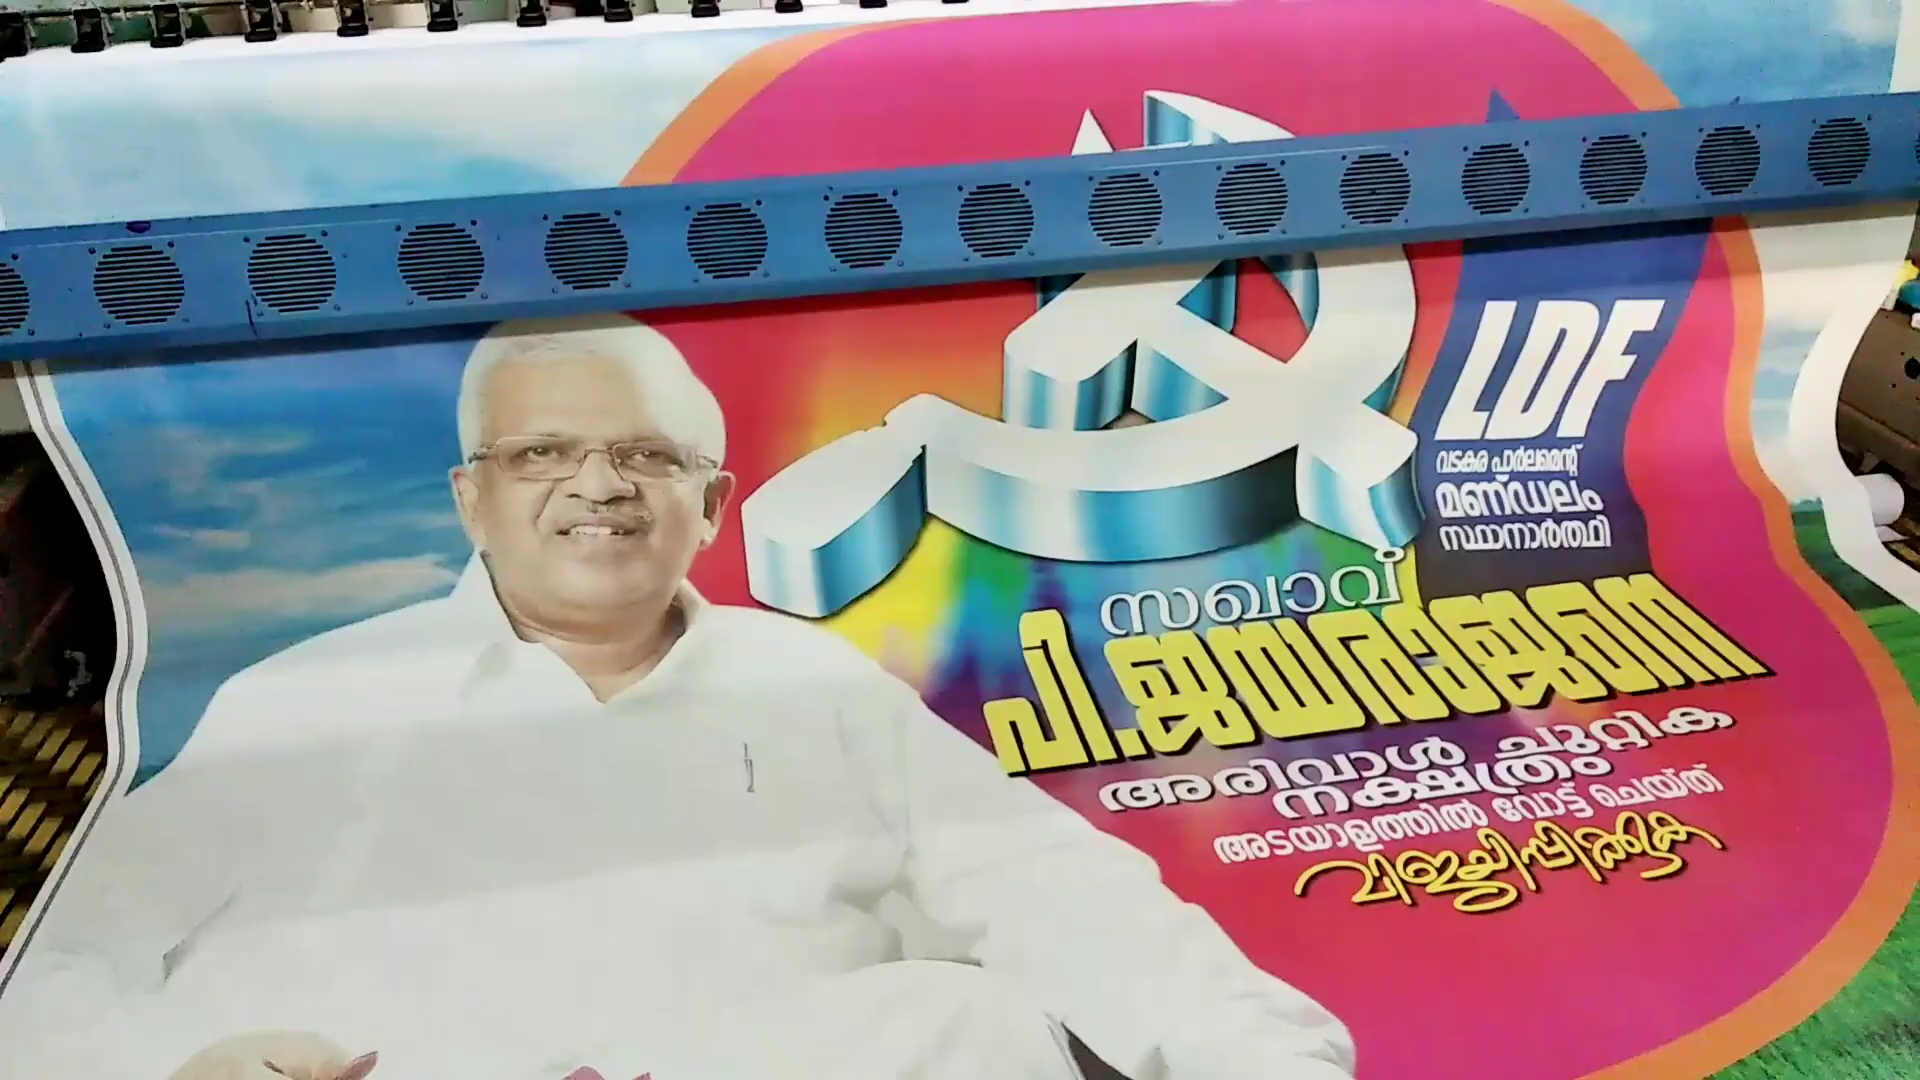 LDF
വടകര പാർലമെന്റ്
മണ്ഡലം
സ്ഥാനാർത്ഥി
സഖാവ്
പി.ജയരാജനെ
അരിവാൾ ചുറ്റിക
നക്ഷത്രം
അടയാളത്തിൽ വോട്ട് ചെയ്ത്
വിജയിപ്പിക്കുക